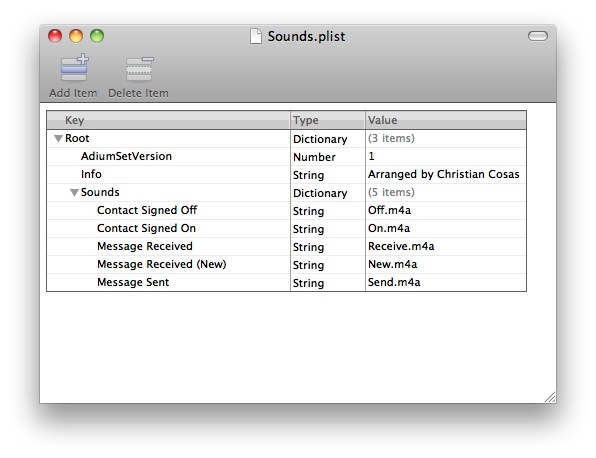 Sounds.plist
Add Item Delete Item
Key Type Value
Root Dictionary (3 items)
AdiumSetVersion Number 1
Info String Arranged by Christian Cosas
Sounds Dictionary (5 items)
Contact Signed Off String Off.m4a
Contact Signed On String On.m4a
Message Received String Receive.m4a
Message Received (New) String New.m4a
Message Sent String Send.m4a